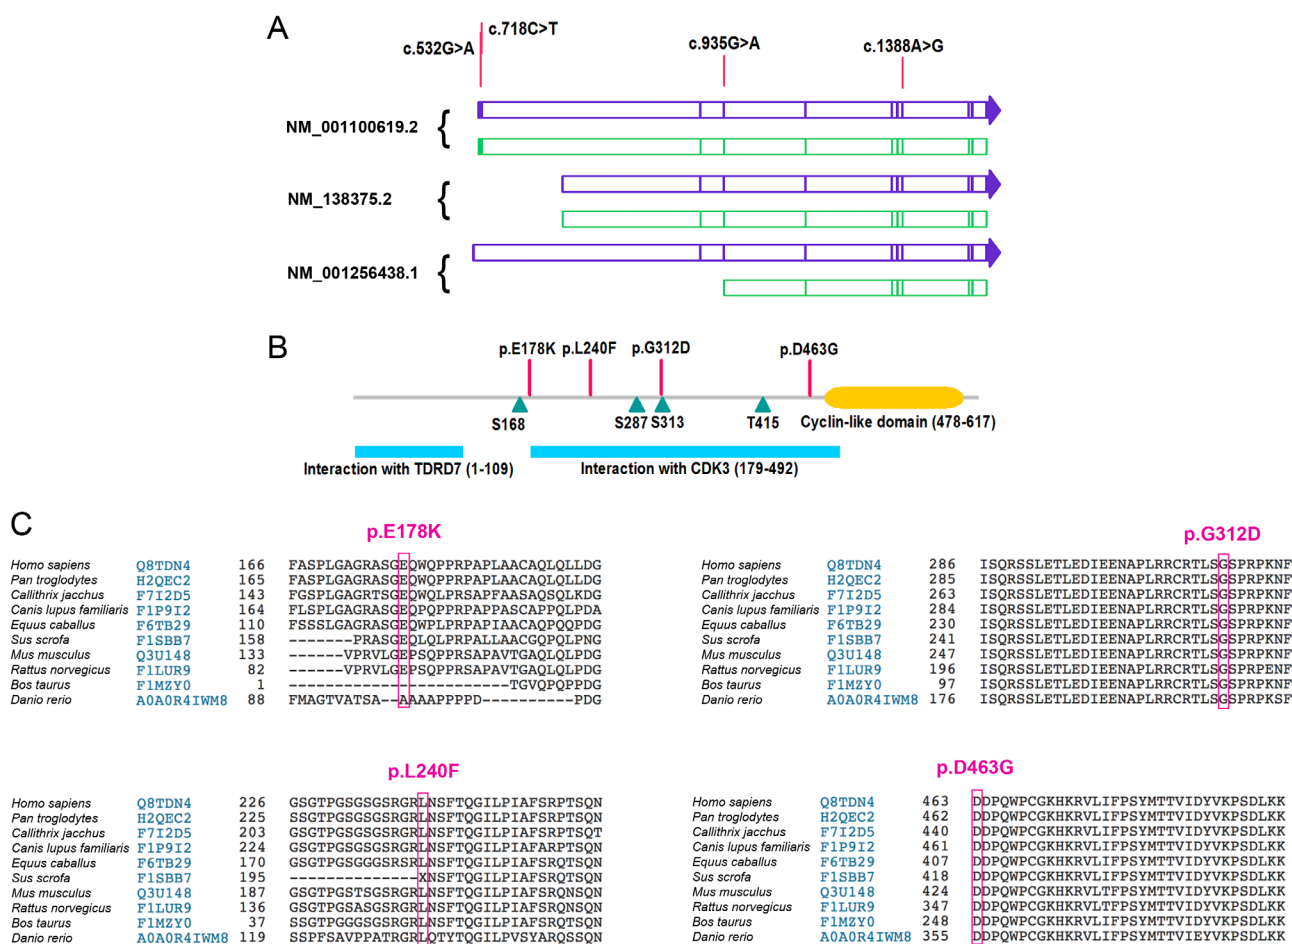 A
c.718C>T
c.532G>A
c.935G>A
c.1388A>G
NM_001100619.2 {
NM_138375.2 {
NM_001256438.1 {
B
p.E178K p.L240F p.G312D p.D463G
S168 S287 S313 T415 Cyclin-like domain (478-617)
Interaction with TDRD7 (1-109) Interaction with CDK3 (179-492)
C
p.E178K
Homo sapiens Q8TDN4 166 FASPLGAGRASGEQWQPPRPAPLAACAQLQLLDG
Pan troglodytes H2QEC2 165 FASPLGAGRASGEQWQPPRPAPLAACAQLQLLDG
Callithrix jacchus F7I2D5 143 FGSPLGAGRTSGEQWLPRSAPFAASAQSQLKDG
Canis lupus familiaris F1P9I2 164 FLSPLGAGRASGEQPQPPRPAPPASCAPPQLPDA
Equus caballus F6TB29 110 FSSSLGAGRASGEQWPLPRPAPIAACAQPQQPDG
Sus scrofa F1SBB7 158 -------PRASGEQLQLPRPALLAACGQPQLPNG
Mus musculus Q3U148 133 ------VPRVLGEPSQPPRSAPAVTGAQLQLPDG
Rattus norvegicus F1LUR9 82 ------VPRVLGEPSQPPRSAPAVTGAQLQLPDG
Bos taurus F1MZY0 1 ------------------------TGVQPQPPDG
Danio rerio A0A0R4IWM8 88 FMAGTVATSA--AAAAPPPPD----------PDG
p.G312D
Homo sapiens Q8TDN4 286 ISQRSSLETLEDIEENAPLRRCRTLSGSPRPKNF
Pan troglodytes H2QEC2 285 ISQRSSLETLEDIEENAPLRRCRTLSGSPRPKNF
Callithrix jacchus F7I2D5 263 ISQRSSLETLEDIEENAPLRRCRTLSGSPRPKNF
Canis lupus familiaris F1P9I2 284 ISQRSSLETLEDIEENAPLRRCRTLSGSPRPKNF
Equus caballus F6TB29 230 ISQRSSLETLEDIEENAPLRRCRTLSGSPRPKNF
Sus scrofa F1SBB7 241 ISQRSSLETLEDIEENAPLRRCRTLSGSPRPKNF
Mus musculus Q3U148 247 ISQRSSLETLEDIEENAPLRRCRTLSGSPRPKNF
Rattus norvegicus F1LUR9 196 ISQRSSLETLEDIEENAPLRRCRTLSGSPRPENF
Bos taurus F1MZY0 97 ISQRSSLETLEDIEENAPLRRCRTLSGSPRPKNF
Danio rerio A0A0R4IWM8 176 ISQRSSLETLEDIEENAPLRRCRTLSGSPRPKSF
p.L240F
Homo sapiens Q8TDN4 226 GSGTPGSGSGSRGRLNSFTQGILPIAFSRPTSQN
Pan troglodytes H2QEC2 225 SSGTPGSGSGSRGRLNSFTQGILPIAFSRPTSQN
Callithrix jacchus F7I2D5 203 GSGTPGSGSGSRGRLNSFTQGILPIAFSRPTSQT
Canis lupus familiaris F1P9I2 224 GSGTPGSGSGSRGRLNSFTQGILPIAFARPTSQN
Equus caballus F6TB29 170 GSGTPGSGGGSRSRLNSFTQGILPIAFSRQTSQN
Sus scrofa F1SBB7 195 --------------XNSFTQGILPIAFSRPTSQN
Mus musculus Q3U148 187 GSGTPGSTSGSRGRLNSFTQGILPIAFSRQNSQN
Rattus norvegicus F1LUR9 136 GSGTPGSASGSRGRLNSFTQGILPIAFSRQNSQN
Bos taurus F1MZY0 37 SSGTPGGGGSGRGRLNSFTQGILPIAFSRQTSQN
Danio rerio A0A0R4IWM8 119 SSPFSAVPPATRGRLQTYTQGILPVSYARQSSQN
p.D463G
Homo sapiens Q8TDN4 463 DDPQWPCGKHKRVLIFPSYMTTVIDYVKPSDLKK
Pan troglodytes H2QEC2 462 DDPQWPCGKHKRVLIFPSYMTTVIDYVKPSDLKK
Callithrix jacchus F7I2D5 440 DDPQWPCGKHKRVLIFPSYMTTVIDYVKPSDLKK
Canis lupus familiaris F1P9I2 461 DDPQWPCGKHKRVLIFPSYMTTVIDYVKPSDLKK
Equus caballus F6TB29 407 DDPQWPCGKHKRVLIFPSYMTTVIDYVKPSDLKK
Sus scrofa F1SBB7 418 DDPQWPCGKHKRVLIFPSYMTTVIDYVKPSDLKK
Mus musculus Q3U148 424 DDPQWPCGKHKRVLIFPSYMTTVIDYVKPSDLKK
Rattus norvegicus F1LUR9 347 DDPQWPCGKHKRVLTFPSYMTTVIDYVKPSDLKK
Bos taurus F1MZY0 248 DDPQWPCGKHKRVLIFPSYMTTVIDYVKPSDLKK
Danio rerio A0A0R4IWM8 355 DDPQWPCGKHKRVLIFPSYMTTVIEYVKPSDLKK